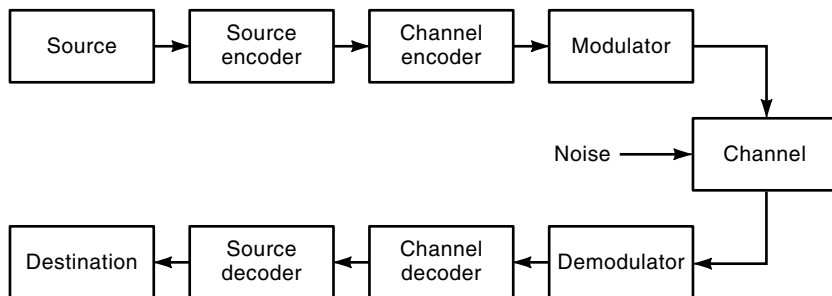 Source
Source
encoder
Channel
encoder
Modulator
Noise
Channel
Destination
Source
decoder
Channel
decoder
Demodulator